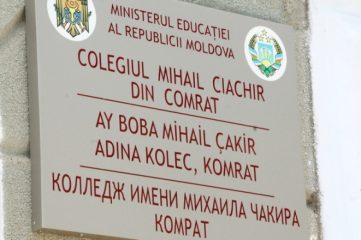 MINISTERUL EDUCAȚIEI
AL REPUBLICII MOLDOVA
COLEGIUL MIHAIL CIACHIR
DIN COMRAT
AY BOBA MİHAİL ÇAKİR
ADINA KOLEC, KOMRAT
КОЛЛЕДЖ ИМЕНИ МИХАИЛА ЧАКИРА
КОМРАТ